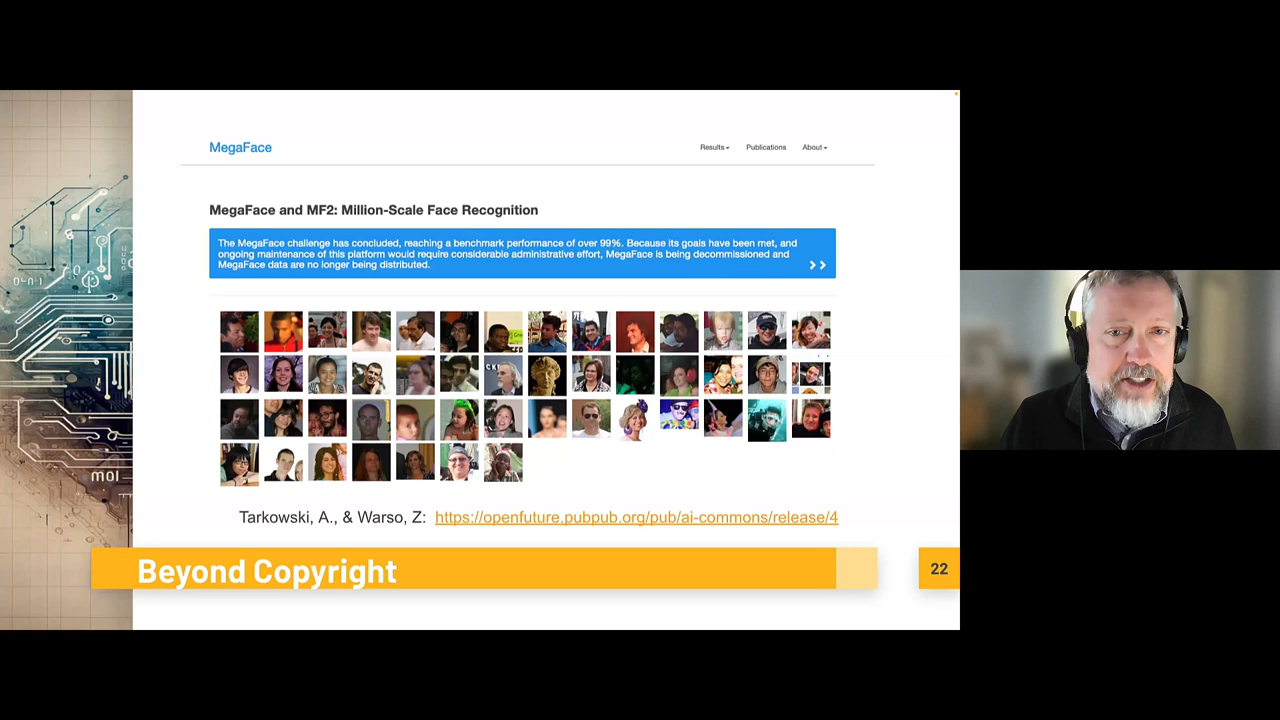 MegaFace
Results
Publications
About
MegaFace and MF2: Million-Scale Face Recognition
The MegaFace challenge has concluded, reaching a benchmark performance of over 99%. Because its goals have been met, and
ongoing maintenance of this platform would require considerable administrative effort, MegaFace is being decommissioned and
MegaFace data are no longer being distributed.
Tarkowski, A., & Warso, Z: https://openfuture.pubpub.org/pub/ai-commons/release/4
Beyond Copyright
22